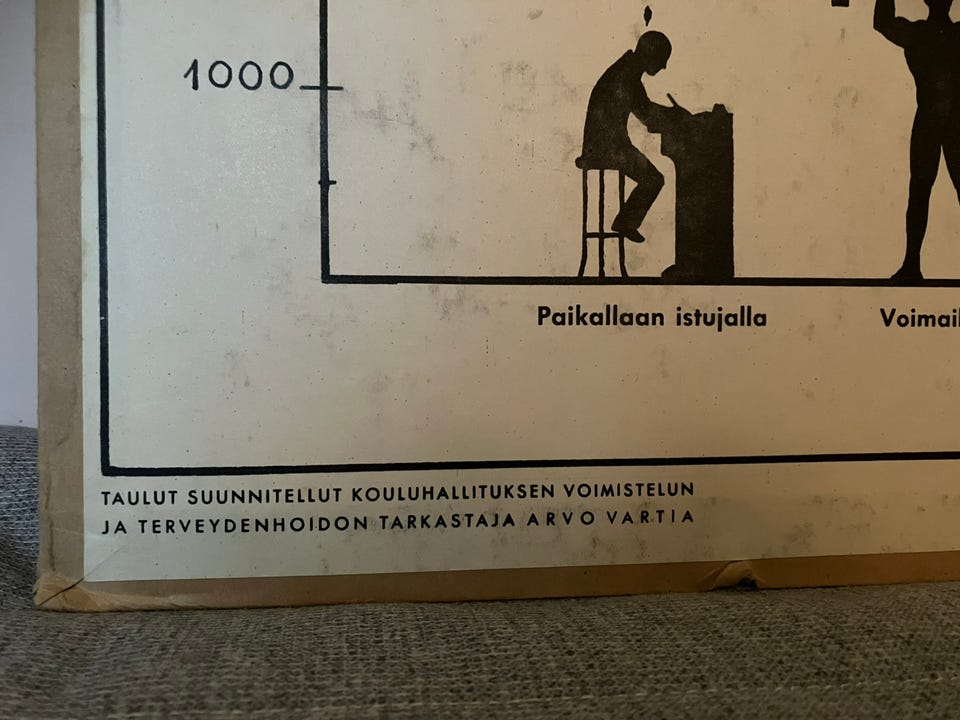 1000
Paikallaan istujalla
TAULUT SUUNNITELLUT KOULUHALLITUKSEN VOIMISTELUN
JA TERVEYDENHOIDON TARKASTAJA ARVO VARTIA